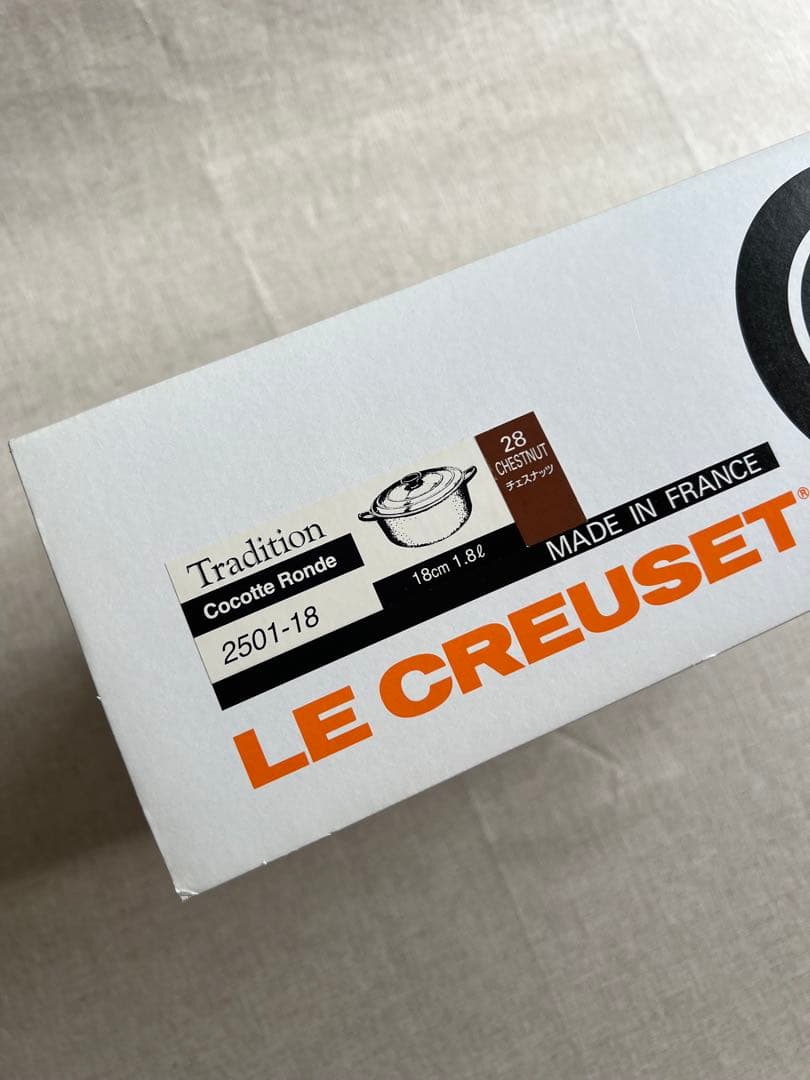 Tradition
Cocotte Ronde
2501-18
18cm 1.8ℓ
28
CHESTNUT
チェスナッツ
MADE IN FRANCE
LE CREUSET®